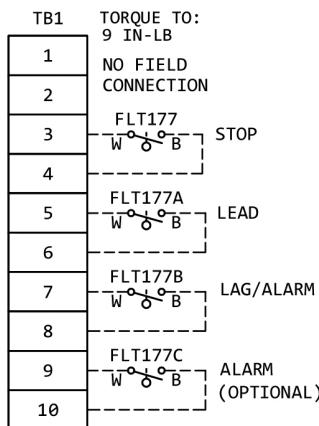 TB1
TORQUE TO:
9 IN-LB
1
NO FIELD
CONNECTION
2
FLT177
3
W B
STOP
4
FLT177A
5
W B
LEAD
6
FLT177B
7
W B
LAG/ALARM
8
FLT177C
9
W B
ALARM
(OPTIONAL)
10